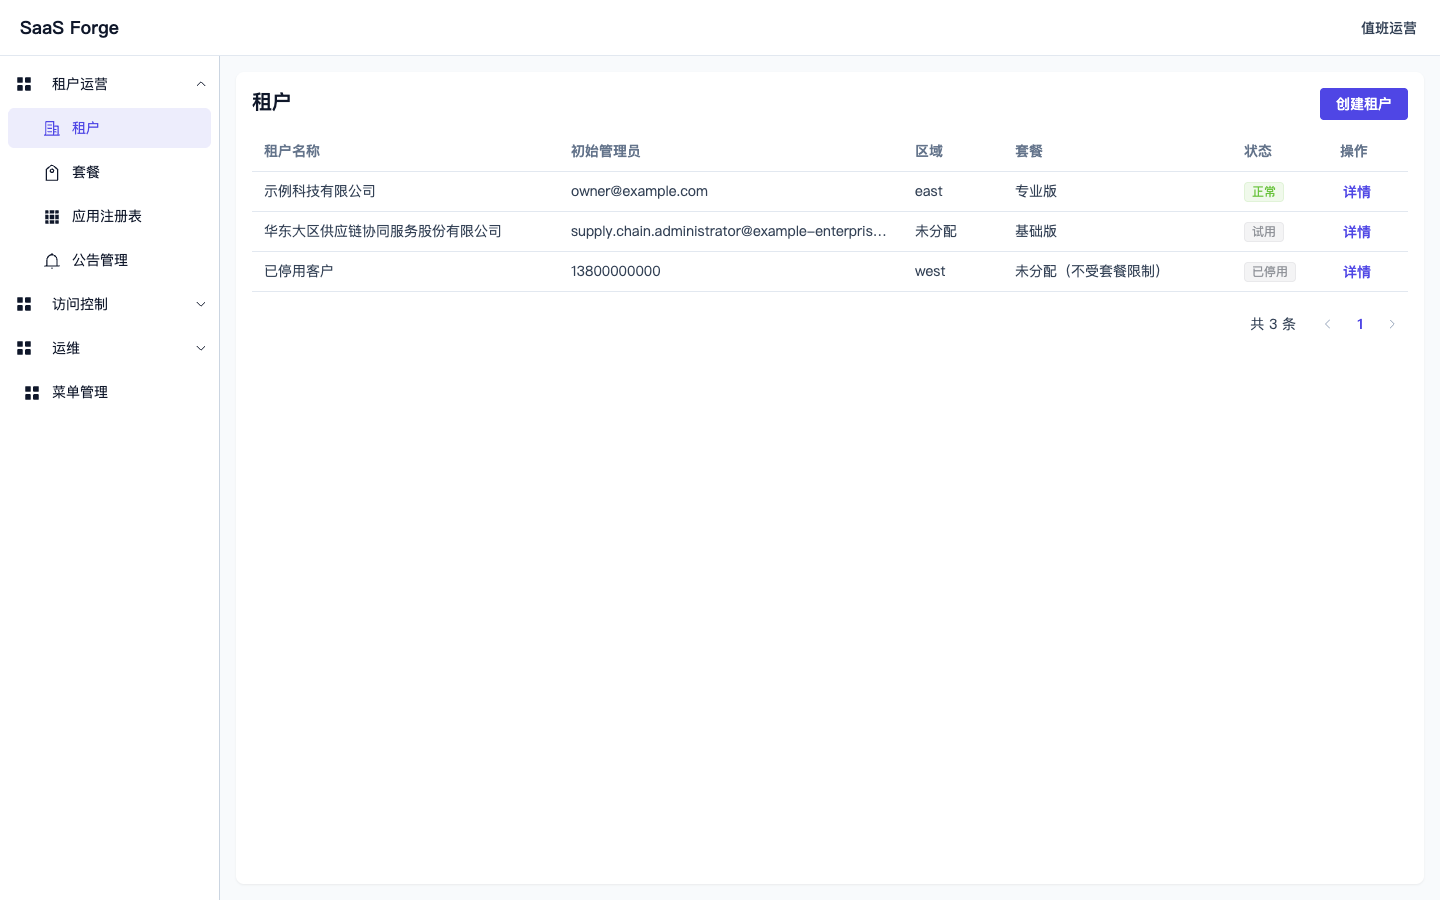 SaaS Forge
值班运营
租户运营
租户
套餐
应用注册表
公告管理
访问控制
运维
菜单管理
租户
创建租户
租户名称 初始管理员 区域 套餐 状态 操作
示例科技有限公司 owner@example.com east 专业版 正常 详情
华东大区供应链协同服务股份有限公司 supply.chain.administrator@example-enterpris... 未分配 基础版 试用 详情
已停用客户 13800000000 west 未分配（不受套餐限制） 已停用 详情
共 3 条 1